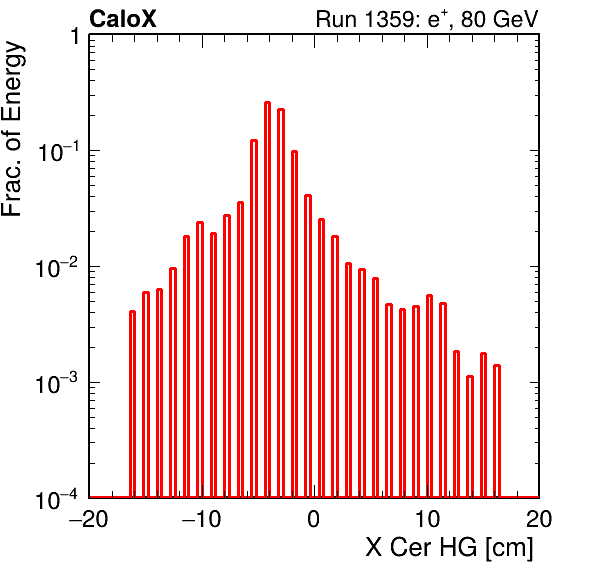 CaloX Run 1359: e⁺, 80 GeV
Frac. of Energy
1
10⁻¹
10⁻²
10⁻³
10⁻⁴
−20 −10 0 10 20
X Cer HG [cm]